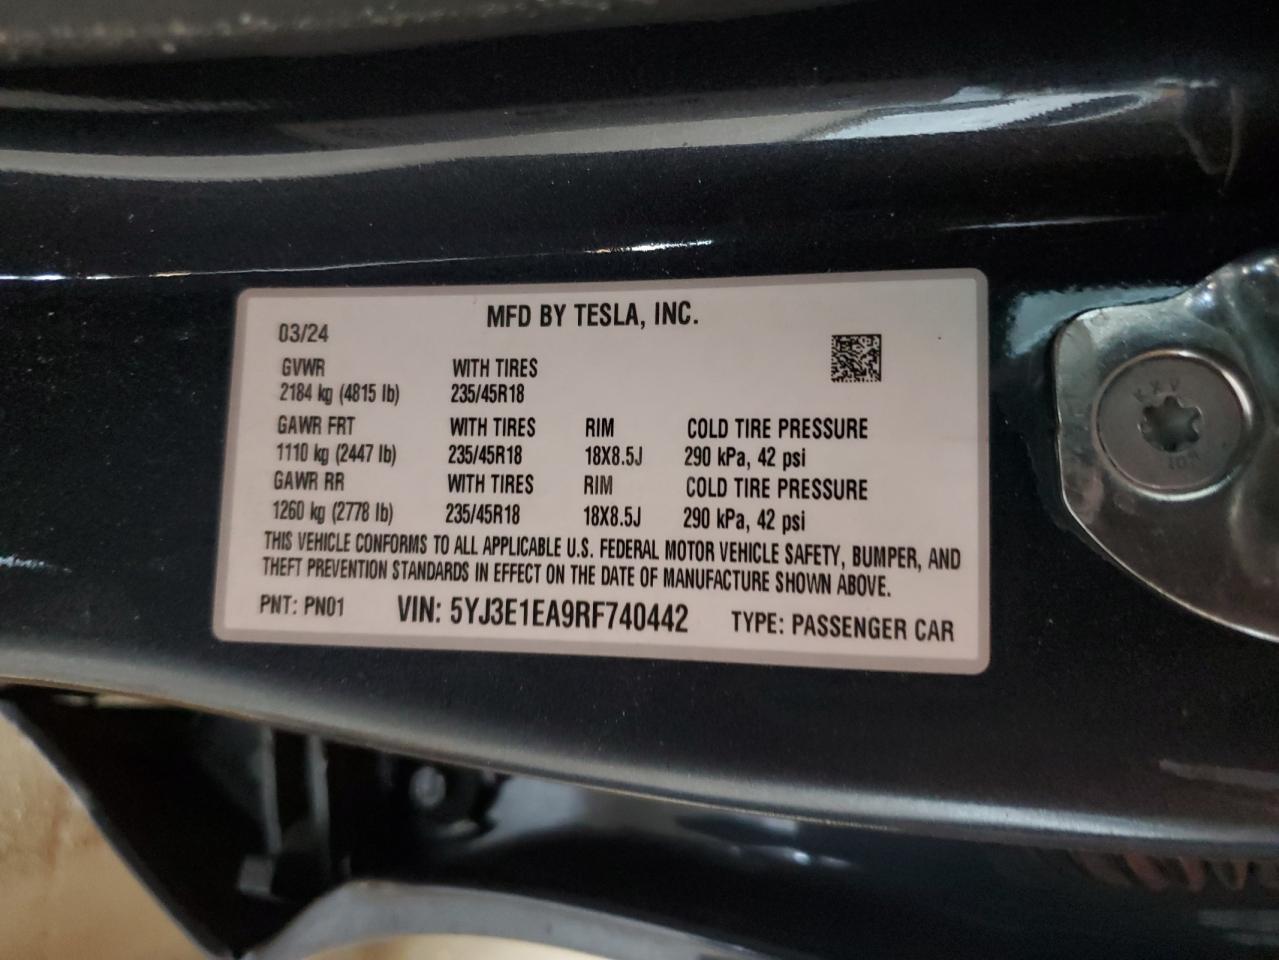 MFD BY TESLA, INC.
03/24
GVWR WITH TIRES
2184 kg (4815 lb) 235/45R18
GAWR FRT WITH TIRES RIM COLD TIRE PRESSURE
1110 kg (2447 lb) 235/45R18 18X8.5J 290 kPa, 42 psi
GAWR RR WITH TIRES RIM COLD TIRE PRESSURE
1260 kg (2778 lb) 235/45R18 18X8.5J 290 kPa, 42 psi
THIS VEHICLE CONFORMS TO ALL APPLICABLE U.S. FEDERAL MOTOR VEHICLE SAFETY, BUMPER, AND
THEFT PREVENTION STANDARDS IN EFFECT ON THE DATE OF MANUFACTURE SHOWN ABOVE.
PNT: PN01 VIN: 5YJ3E1EA9RF740442 TYPE: PASSENGER CAR